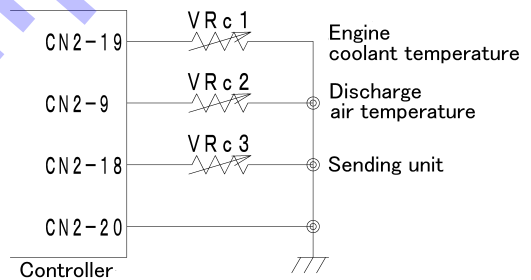 VRc1
CN2-19
Engine
coolant temperature
VRc2
CN2-9
Discharge
air temperature
VRc3
CN2-18
Sending unit
CN2-20
Controller